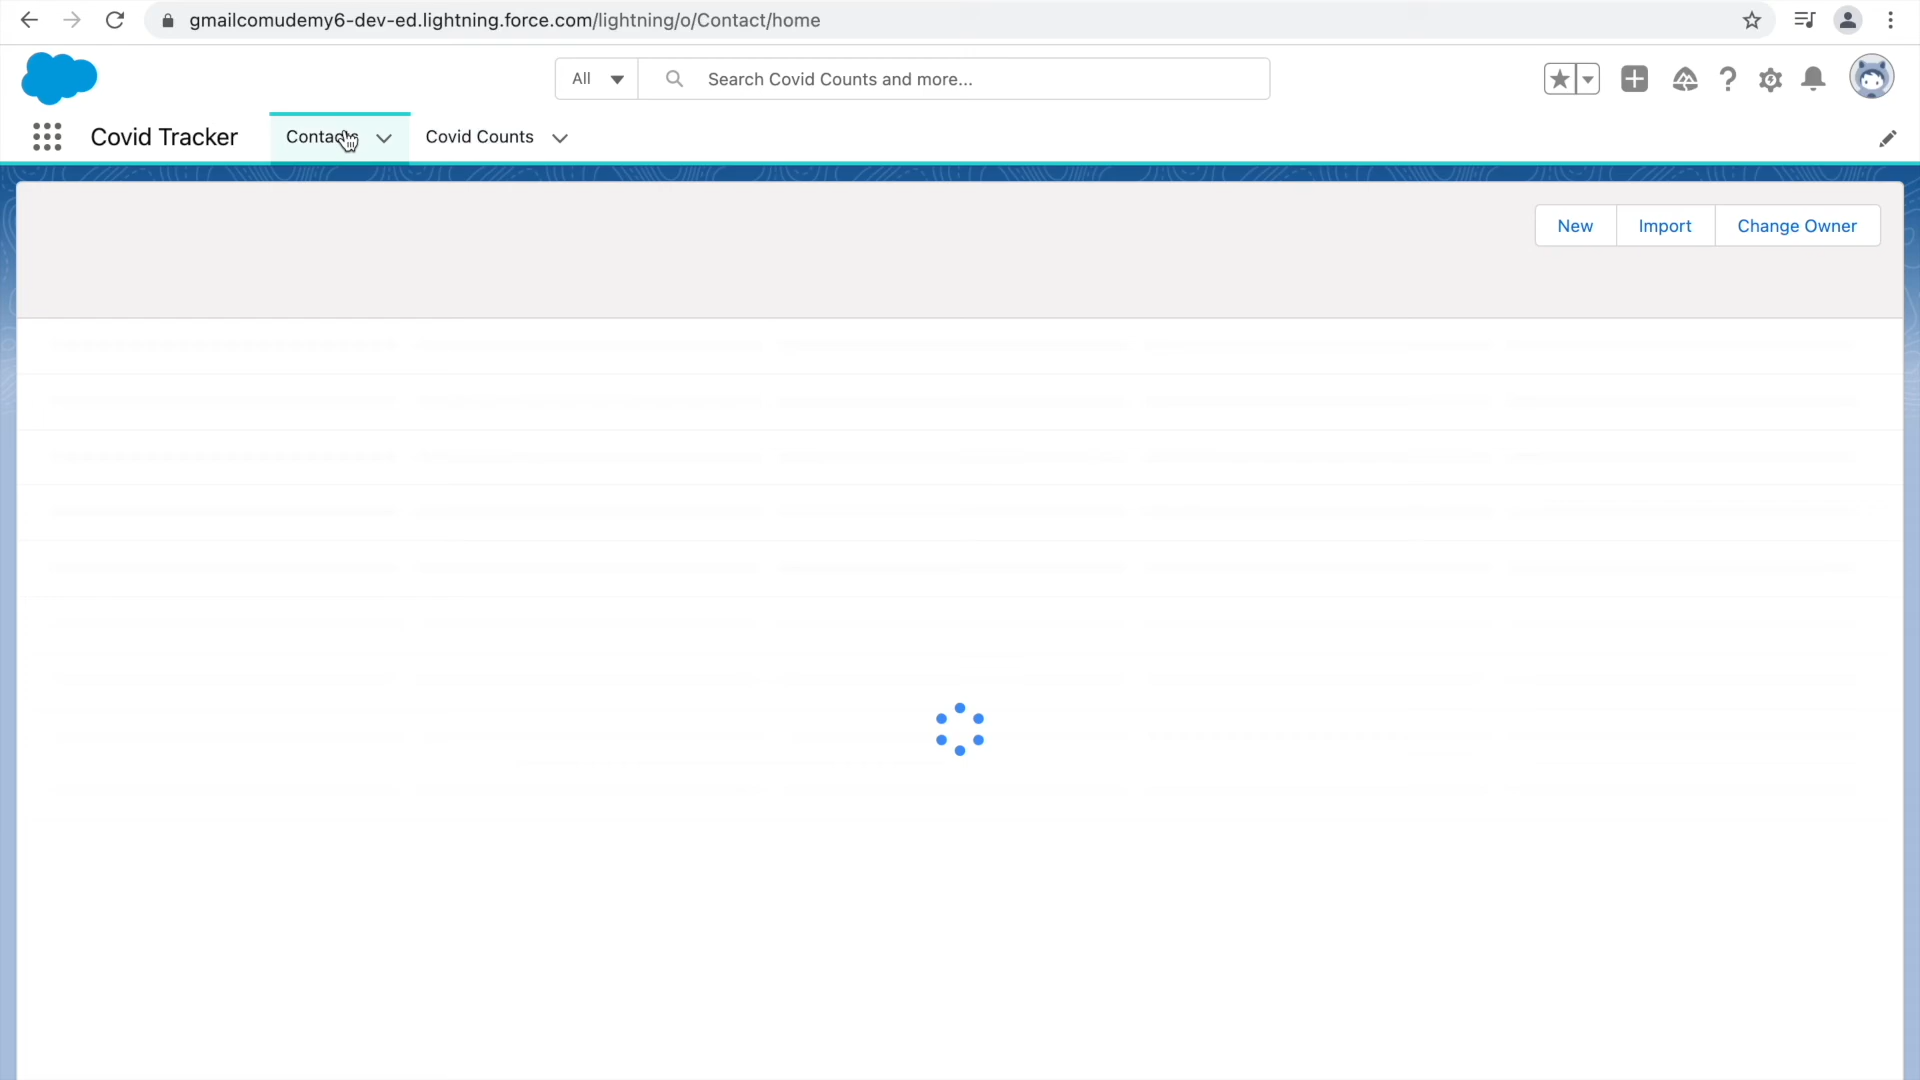 gmailcomudemy6-dev-ed.lightning.force.com/lightning/o/Contact/home
All
Search Covid Counts and more...
Covid Tracker
Contacts
Covid Counts
New
Import
Change Owner